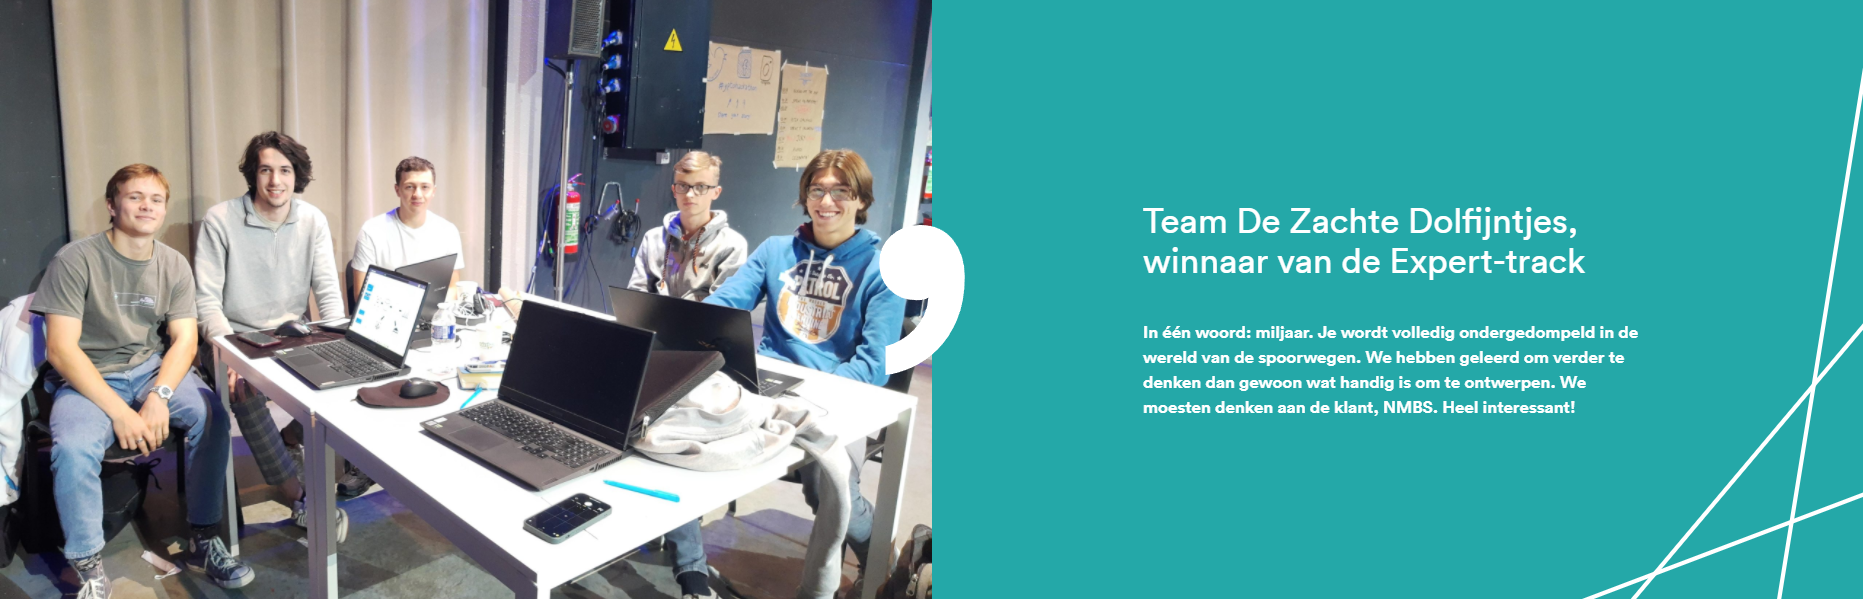 PATROL
Team De Zachte Dolfijntjes,
winnaar van de Expert-track
In één woord: miljaar. Je wordt volledig ondergedompeld in de
wereld van de spoorwegen. We hebben geleerd om verder te
denken dan gewoon wat handig is om te ontwerpen. We
moesten denken aan de klant, NMBS. Heel interessant!